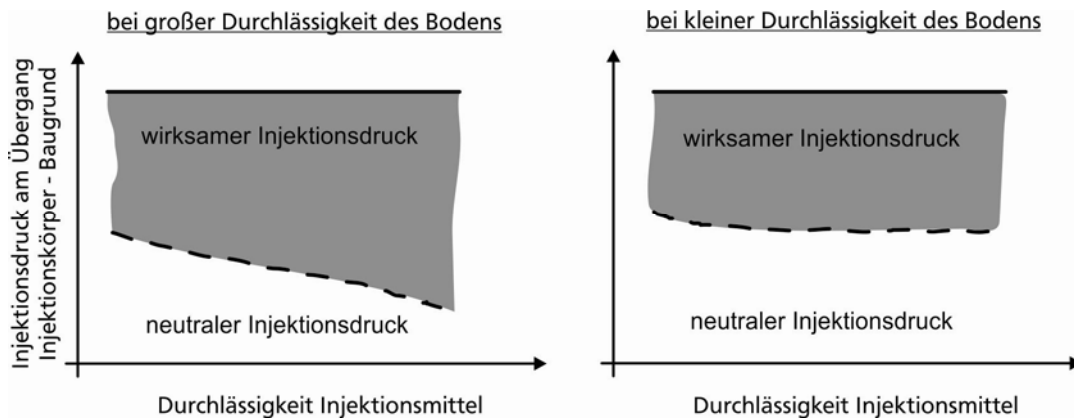 bei großer Durchlässigkeit des Bodens
Injektionsdruck am Übergang
Injektionskörper - Baugrund
wirksamer Injektionsdruck
neutraler Injektionsdruck
Durchlässigkeit Injektionsmittel
bei kleiner Durchlässigkeit des Bodens
wirksamer Injektionsdruck
neutraler Injektionsdruck
Durchlässigkeit Injektionsmittel